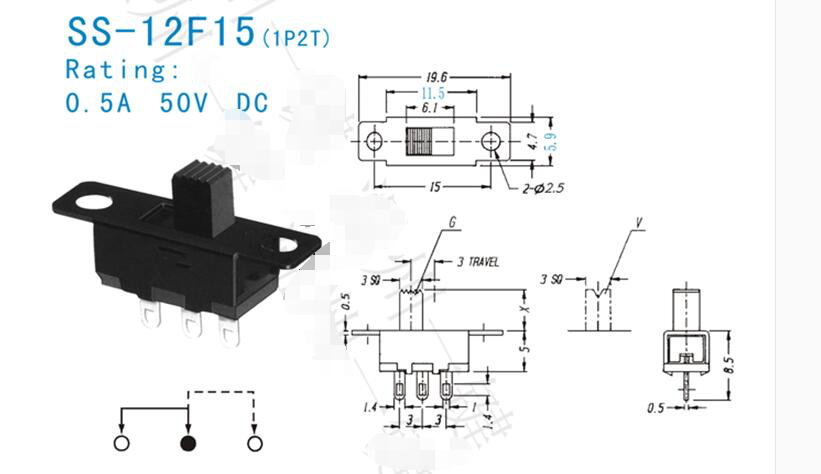 SS-12F15(1P2T)
Rating:
0.5A 50V DC
19.6
11.5
6.1
4.7
5.9
15
2-Ø2.5
G
V
3 TRAVEL
3 SQ
3 SQ
0.5
X
5
8.5
1.4
1
1.4
3
3
0.5